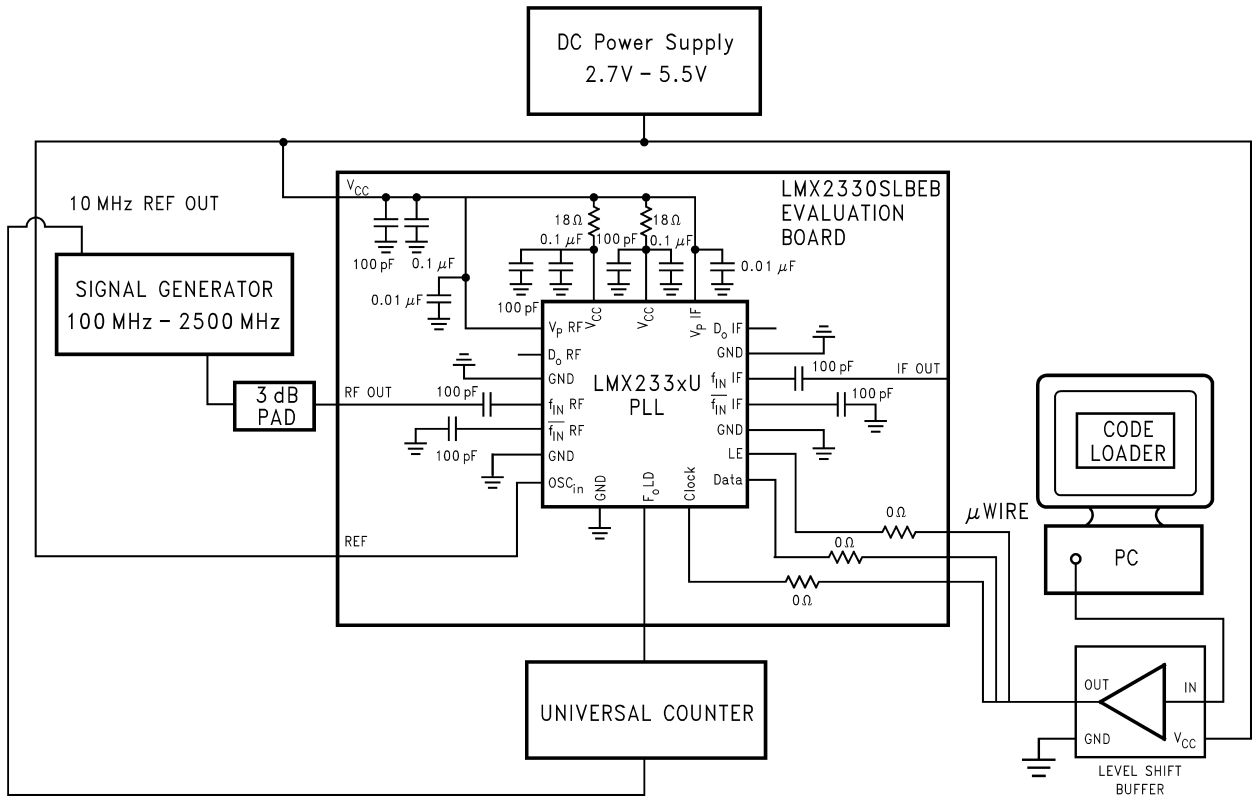 DC Power Supply
2.7V – 5.5V
10 MHz REF OUT
SIGNAL GENERATOR
100 MHz – 2500 MHz
3 dB
PAD
V_CC
LMX2330SLBEB
EVALUATION
BOARD
100 pF
0.1 μF
0.01 μF
18Ω
18Ω
0.1 μF
100 pF
0.1 μF
100 pF
0.01 μF
V_CC
V_CC
V_P IF
V_P RF
D_o RF
GND
f_IN RF
f̅_IN̅ RF
GND
OSC_in
LMX233xU
PLL
D_o IF
GND
f_IN IF
f̅_IN̅ IF
GND
LE
Data
GND
F_oLD
Clock
RF OUT
100 pF
100 pF
REF
100 pF
IF OUT
100 pF
0Ω
0Ω
0Ω
μWIRE
CODE
LOADER
PC
OUT
IN
GND
V_CC
LEVEL SHIFT
BUFFER
UNIVERSAL COUNTER